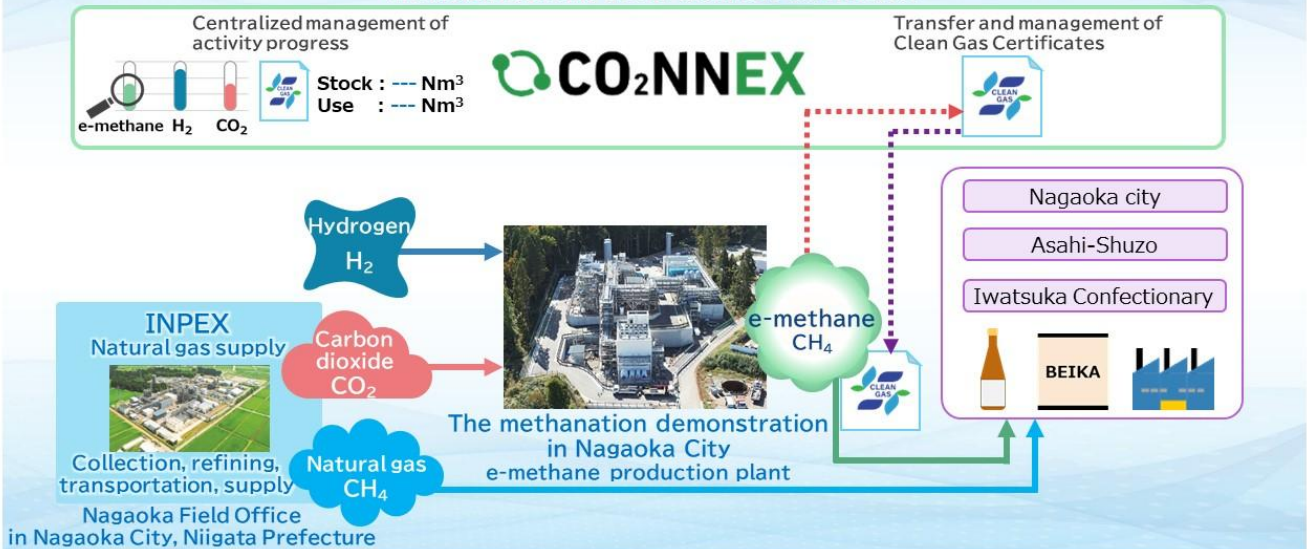 Centralized management of
activity progress
e-methane H₂ CO₂
CLEAN
GAS
Stock : --- Nm³
Use : --- Nm³
CO₂NNEX
Transfer and management of
Clean Gas Certificates
CLEAN
GAS
Hydrogen
H₂
INPEX
Natural gas supply
Collection, refining,
transportation, supply
Nagaoka Field Office
in Nagaoka City, Niigata Prefecture
Carbon
dioxide
CO₂
Natural gas
CH₄
The methanation demonstration
in Nagaoka City
e-methane production plant
e-methane
CH₄
CLEAN
GAS
Nagaoka city
Asahi-Shuzo
Iwatsuka Confectionary
BEIKA